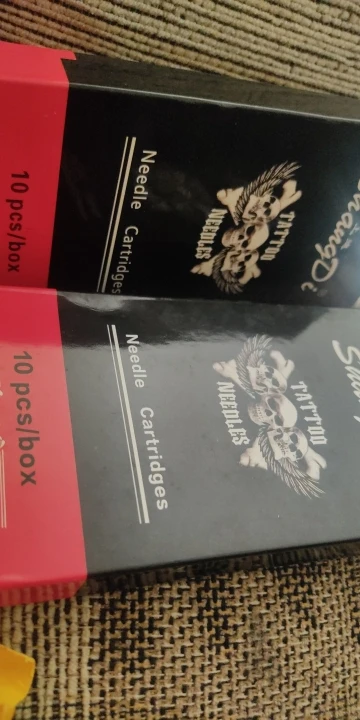 TATTOO
NEEDLES
Needle Cartridges
10 pcs/box
TATTOO
NEEDLES
Needle Cartridges
10 pcs/box